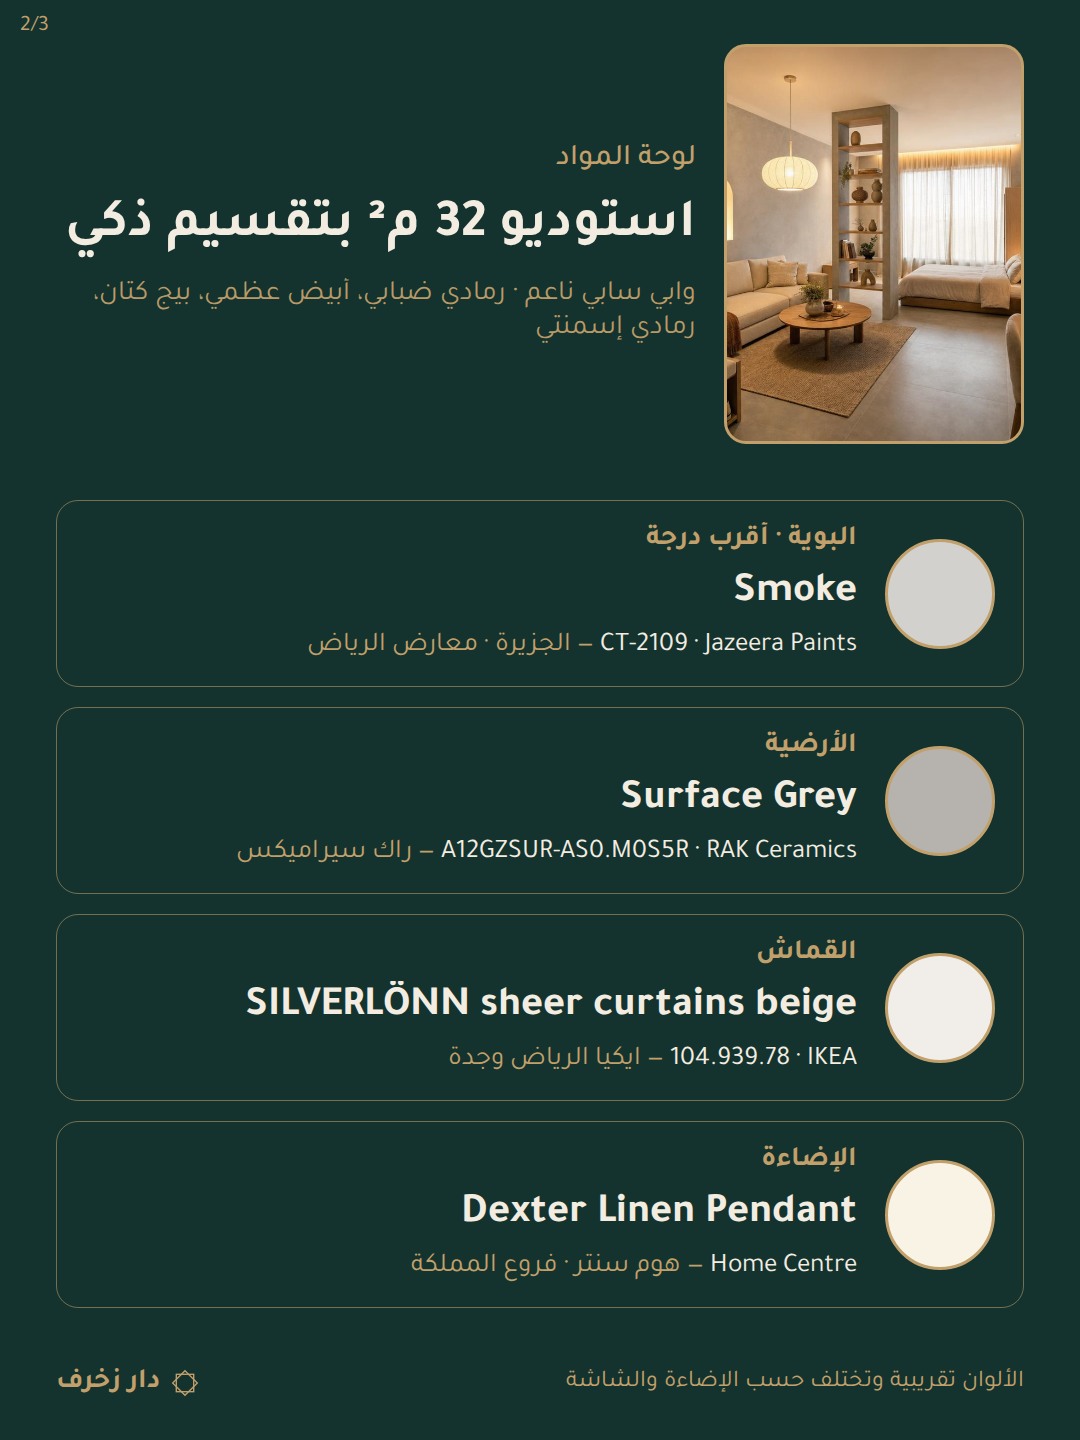 2/3
لوحة المواد
استوديو 32 م² بتقسيم ذكي
وابي سابي ناعم · رمادي ضبابي، أبيض عظمي، بيج كتان،
رمادي إسمنتي
البوية · أقرب درجة
Smoke
CT-2109 · Jazeera Paints – الجزيرة · معارض الرياض
الأرضية
Surface Grey
A12GZSUR-AS0.M0S5R · RAK Ceramics – راك سيراميكس
القماش
SILVERLÖNN sheer curtains beige
104.939.78 · IKEA – ايكيا الرياض وجدة
الإضاءة
Dexter Linen Pendant
Home Centre – هوم سنتر · فروع المملكة
الألوان تقريبية وتختلف حسب الإضاءة والشاشة
دار زخرف